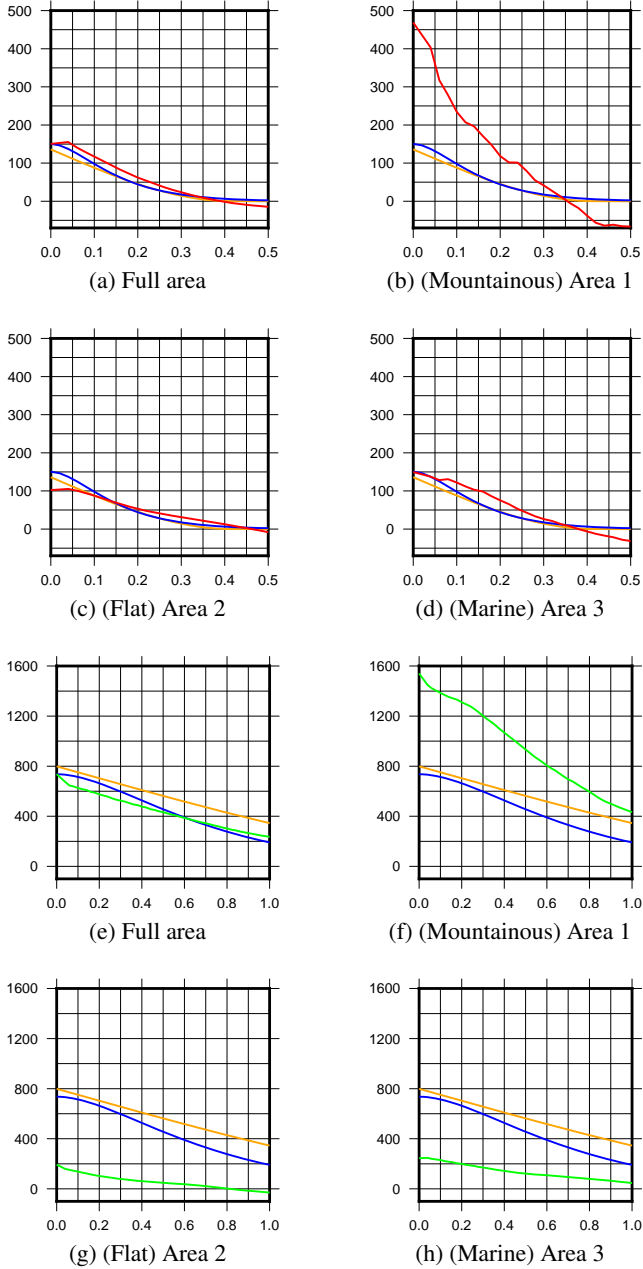 500
400
300
200
100
0
0.0 0.1 0.2 0.3 0.4 0.5
(a) Full area
500
400
300
200
100
0
0.0 0.1 0.2 0.3 0.4 0.5
(b) (Mountainous) Area 1
500
400
300
200
100
0
0.0 0.1 0.2 0.3 0.4 0.5
(c) (Flat) Area 2
500
400
300
200
100
0
0.0 0.1 0.2 0.3 0.4 0.5
(d) (Marine) Area 3
1600
1200
800
400
0
0.0 0.2 0.4 0.6 0.8 1.0
(e) Full area
1600
1200
800
400
0
0.0 0.2 0.4 0.6 0.8 1.0
(f) (Mountainous) Area 1
1600
1200
800
400
0
0.0 0.2 0.4 0.6 0.8 1.0
(g) (Flat) Area 2
1600
1200
800
400
0
0.0 0.2 0.4 0.6 0.8 1.0
(h) (Marine) Area 3